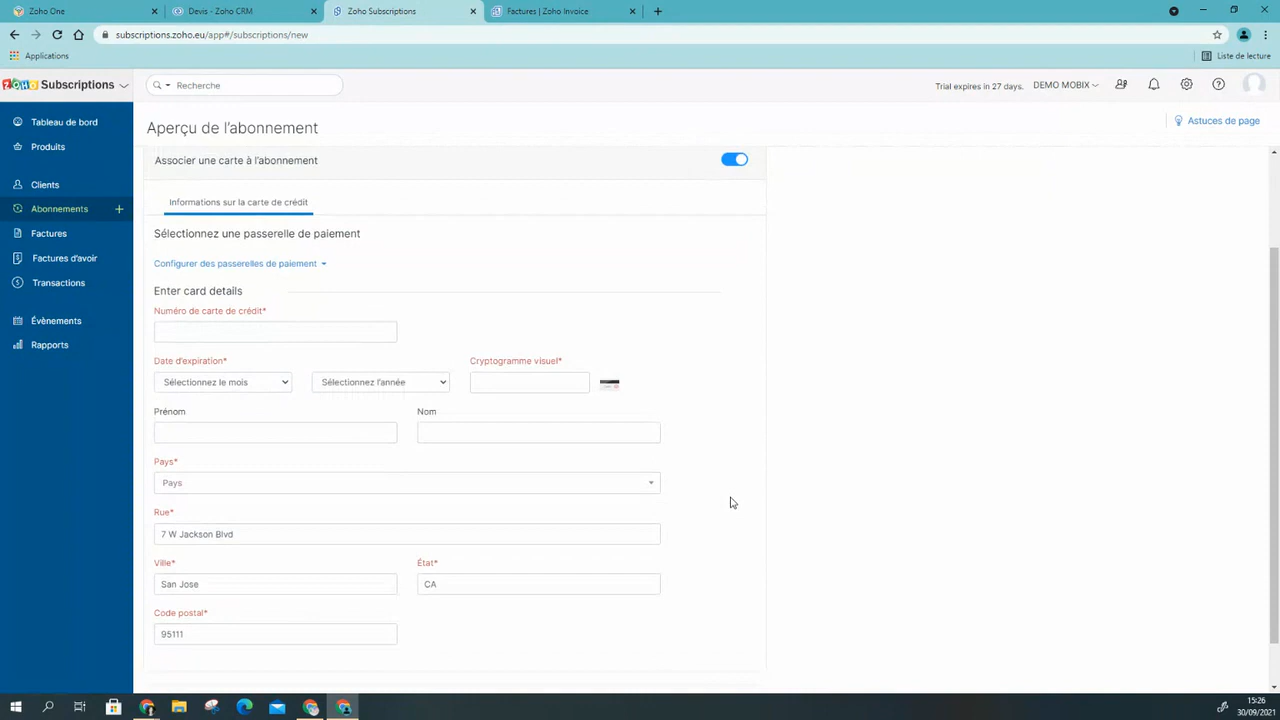 Zoho One
Devis - Zoho CRM
Zoho Subscriptions
Factures | Zoho Invoice
subscriptions.zoho.eu/app#/subscriptions/new
Applications
Liste de lecture
ZOHO Subscriptions
Recherche
Trial expires in 27 days.
DEMO MOBIX
Tableau de bord
Produits
Clients
Abonnements
Factures
Factures d'avoir
Transactions
Évènements
Rapports
Aperçu de l'abonnement
Astuces de page
Associer une carte à l'abonnement
Informations sur la carte de crédit
Sélectionnez une passerelle de paiement
Configurer des passerelles de paiement
Enter card details
Numéro de carte de crédit*
Date d'expiration*
Cryptogramme visuel*
Sélectionnez le mois
Sélectionnez l'année
Prénom
Nom
Pays*
Pays
Rue*
7 W Jackson Blvd
Ville*
État*
San Jose
CA
Code postal*
95111
15:26
30/09/2021